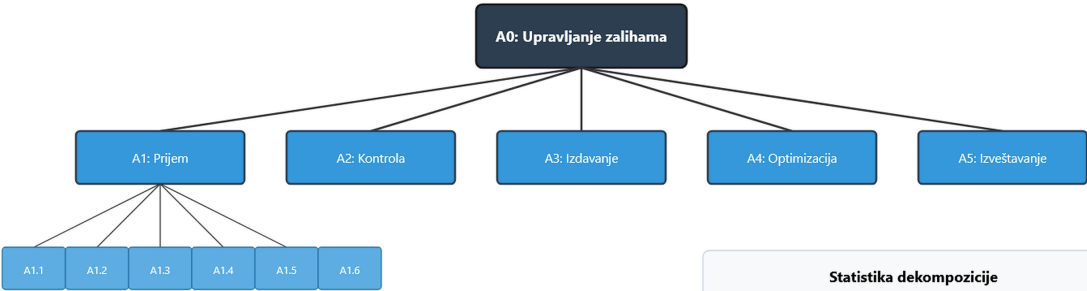 A0: Upravljanje zalihama
A1: Prijem
A2: Kontrola
A3: Izdavanje
A4: Optimizacija
A5: Izveštavanje
A1.1
A1.2
A1.3
A1.4
A1.5
A1.6
Statistika dekompozicije